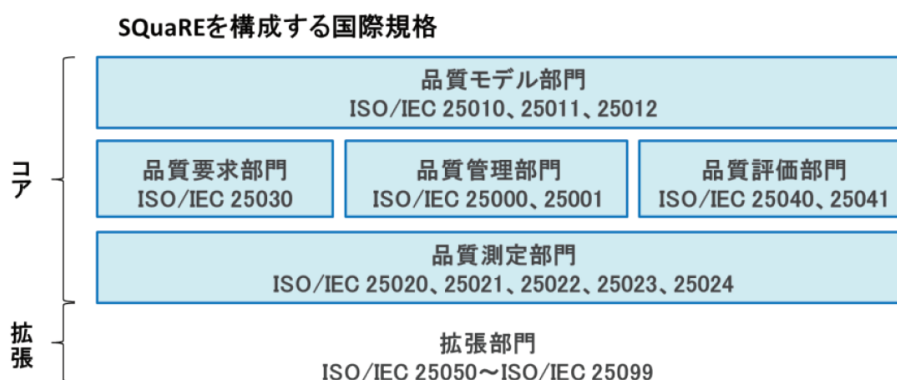 SQuaREを構成する国際規格
コア
品質モデル部門
ISO/IEC 25010、25011、25012
品質要求部門
ISO/IEC 25030
品質管理部門
ISO/IEC 25000、25001
品質評価部門
ISO/IEC 25040、25041
品質測定部門
ISO/IEC 25020、25021、25022、25023、25024
拡張
拡張部門
ISO/IEC 25050～ISO/IEC 25099